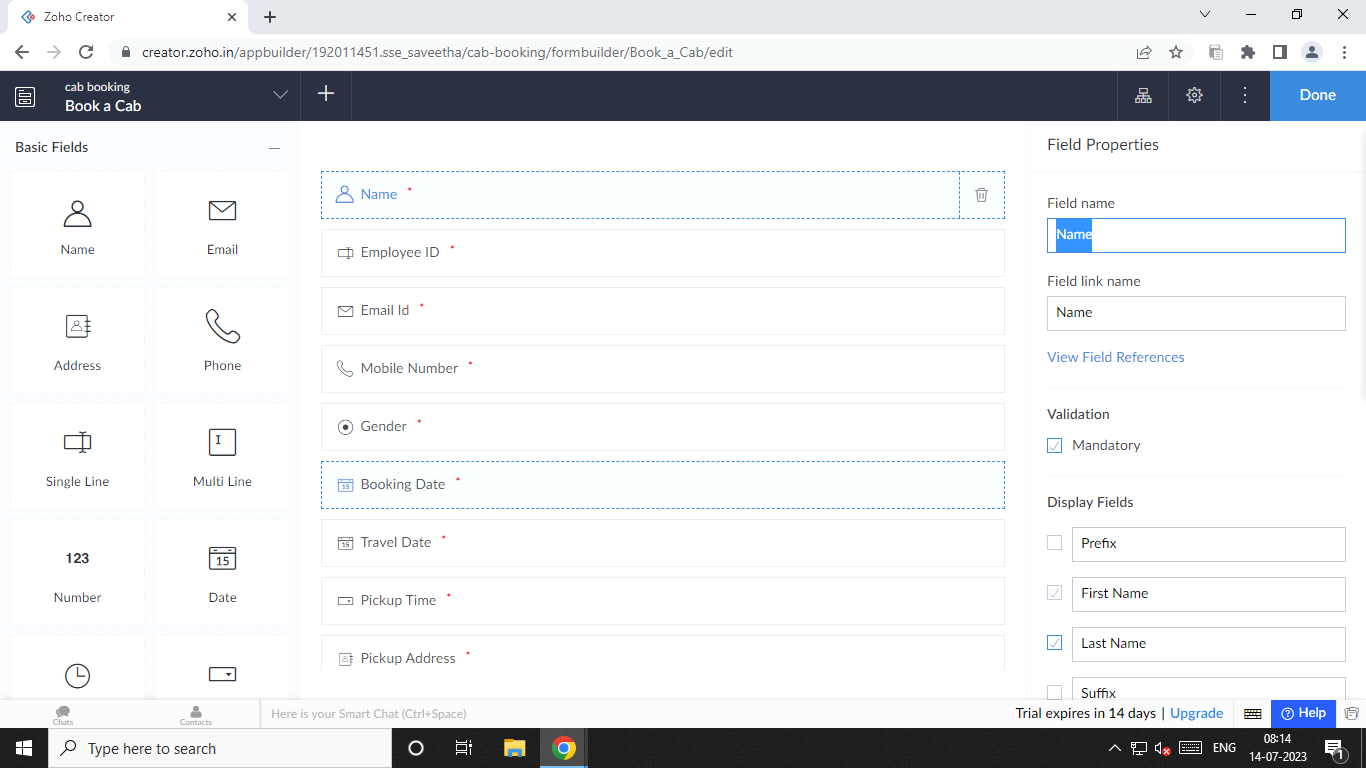 Zoho Creator
creator.zoho.in/appbuilder/192011451.sse_saveetha/cab-booking/formbuilder/Book_a_Cab/edit
cab booking
Book a Cab
Done
Basic Fields
Name
Email
Address
Phone
Single Line
Multi Line
123
Number
15
Date
Name *
Employee ID *
Email Id *
Mobile Number *
Gender *
15 Booking Date *
15 Travel Date *
Pickup Time *
Pickup Address *
Field Properties
Field name
Name
Field link name
Name
View Field References
Validation
Mandatory
Display Fields
Prefix
First Name
Last Name
Suffix
Chats
Contacts
Here is your Smart Chat (Ctrl+Space)
Trial expires in 14 days | Upgrade
? Help
Type here to search
ENG
08:14
14-07-2023
1